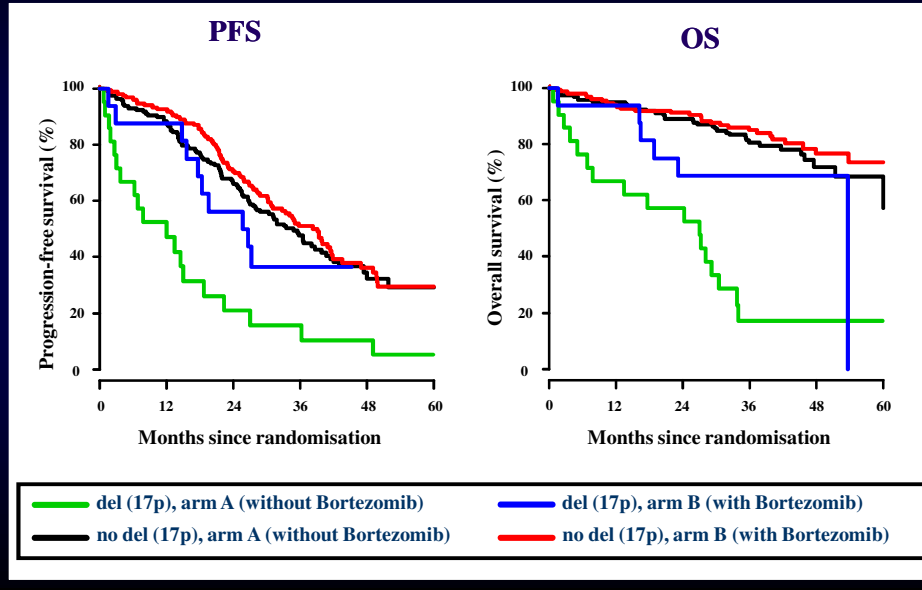 PFS
OS
Progression-free survival (%)
100
80
60
40
20
0
0 12 24 36 48 60
Months since randomisation
Overall survival (%)
100
80
60
40
20
0
0 12 24 36 48 60
Months since randomisation
del (17p), arm A (without Bortezomib)
del (17p), arm B (with Bortezomib)
no del (17p), arm A (without Bortezomib)
no del (17p), arm B (with Bortezomib)